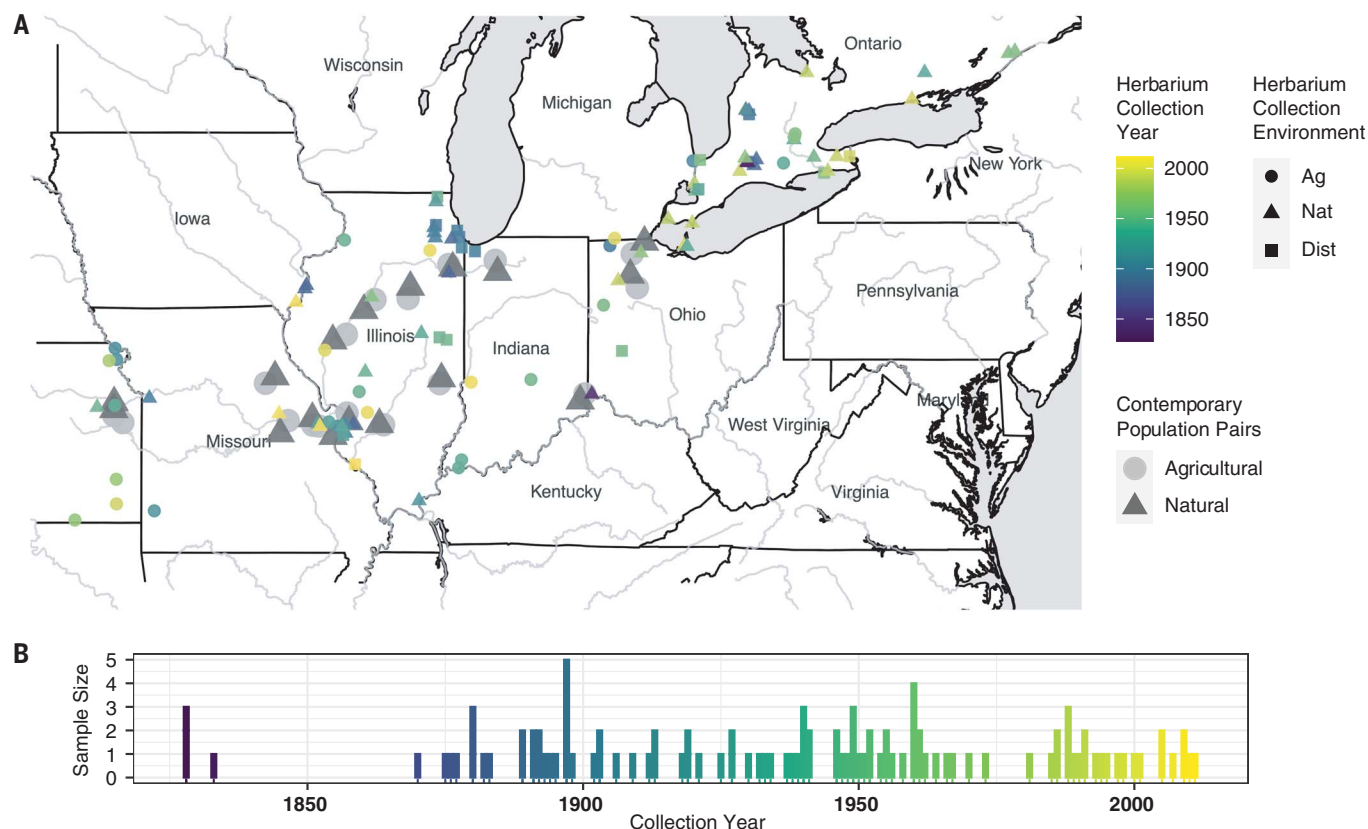 A
Wisconsin
Ontario
Michigan
New York
Iowa
Pennsylvania
Ohio
Illinois
Indiana
Maryland
West Virginia
Missouri
Kentucky
Virginia
Herbarium
Collection
Year
2000
1950
1900
1850
Herbarium
Collection
Environment
Ag
Nat
Dist
Contemporary
Population Pairs
Agricultural
Natural
B
Sample Size
5
4
3
2
1
0
1850
1900
1950
2000
Collection Year